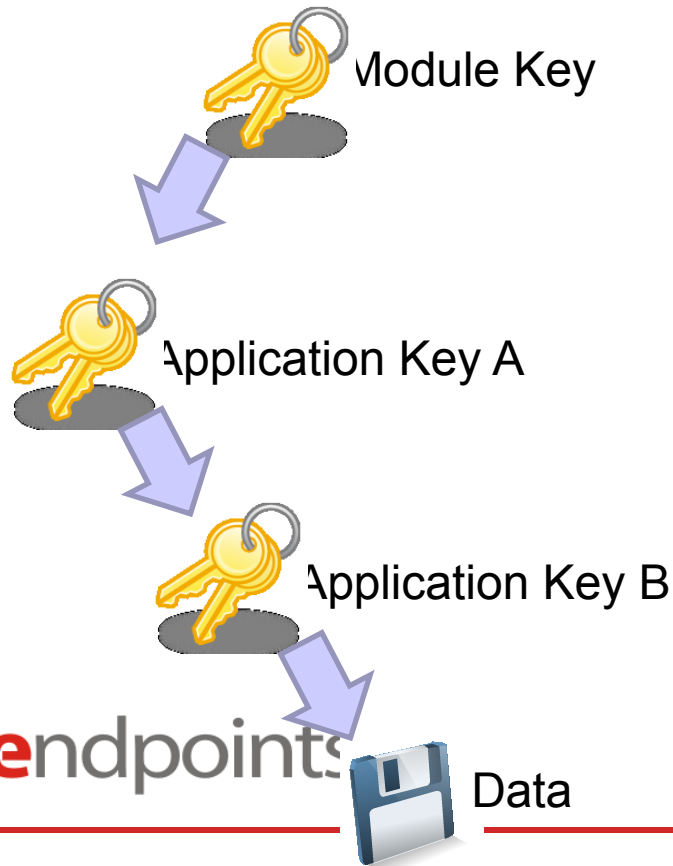 Module Key
Application Key A
Application Key B
endpoints
Data